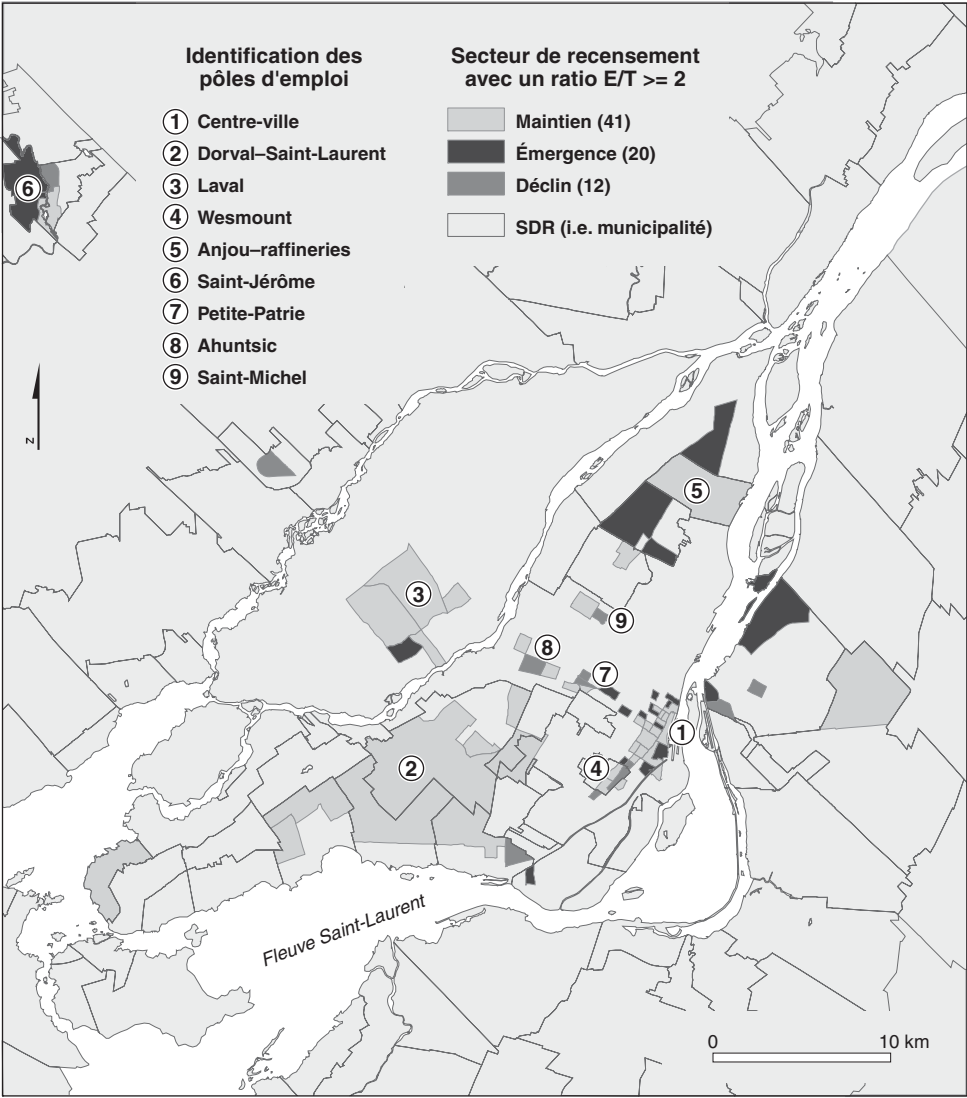 Identification des
pôles d'emploi
1 Centre-ville
2 Dorval–Saint-Laurent
3 Laval
4 Wesmount
5 Anjou–raffineries
6 Saint-Jérôme
7 Petite-Patrie
8 Ahuntsic
9 Saint-Michel
Secteur de recensement
avec un ratio E/T >= 2
Maintien (41)
Émergence (20)
Déclin (12)
SDR (i.e. municipalité)
6
N
5
3
9
8
7
1
2
4
Fleuve Saint-Laurent
0 10 km